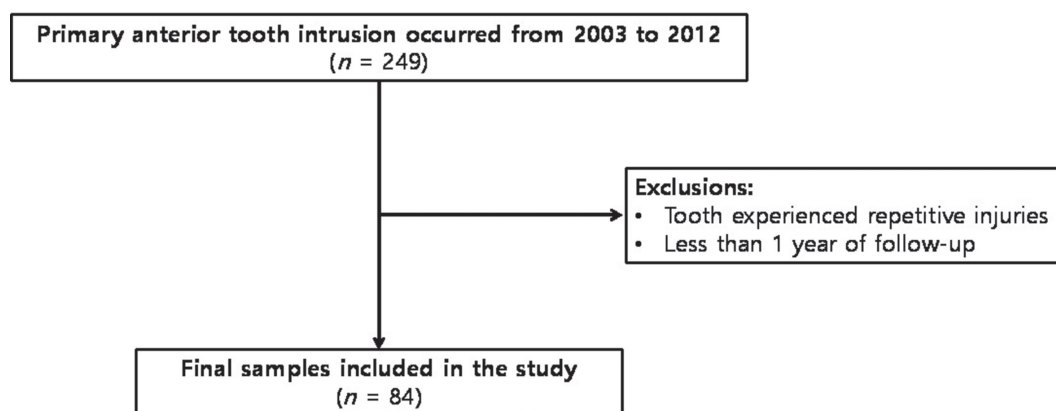 Primary anterior tooth intrusion occurred from 2003 to 2012
(n = 249)
Exclusions:
• Tooth experienced repetitive injuries
• Less than 1 year of follow-up
Final samples included in the study
(n = 84)